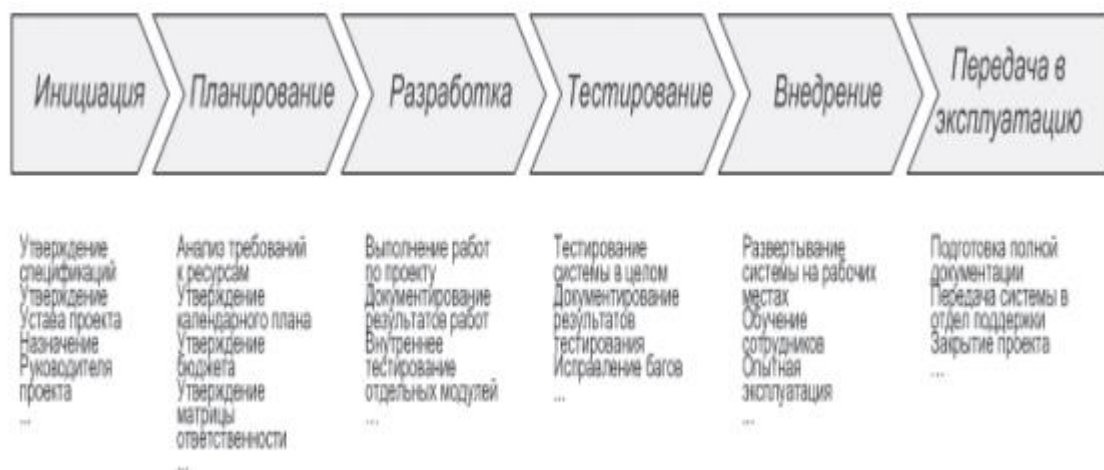 Инициация
Планирование
Разработка
Тестирование
Внедрение
Передача в
эксплуатацию
Утверждение
спецификаций
Утверждение
Устава проекта
Назначение
Руководителя
проекта
...
Анализ требований
к ресурсам
Утверждение
календарного плана
Утверждение
бюджета
Утверждение
матрицы
ответственности
...
Выполнение работ
по проекту
Документирование
результатов работ
Внутреннее
тестирование
отдельных модулей
...
Тестирование
системы в целом
Документирование
результатов
тестирования
Исправление багов
...
Развертывание
системы на рабочих
местах
Обучение
сотрудников
Опытная
эксплуатация
...
Подготовка полной
документации
Передача системы в
отдел поддержки
Закрытие проекта
...